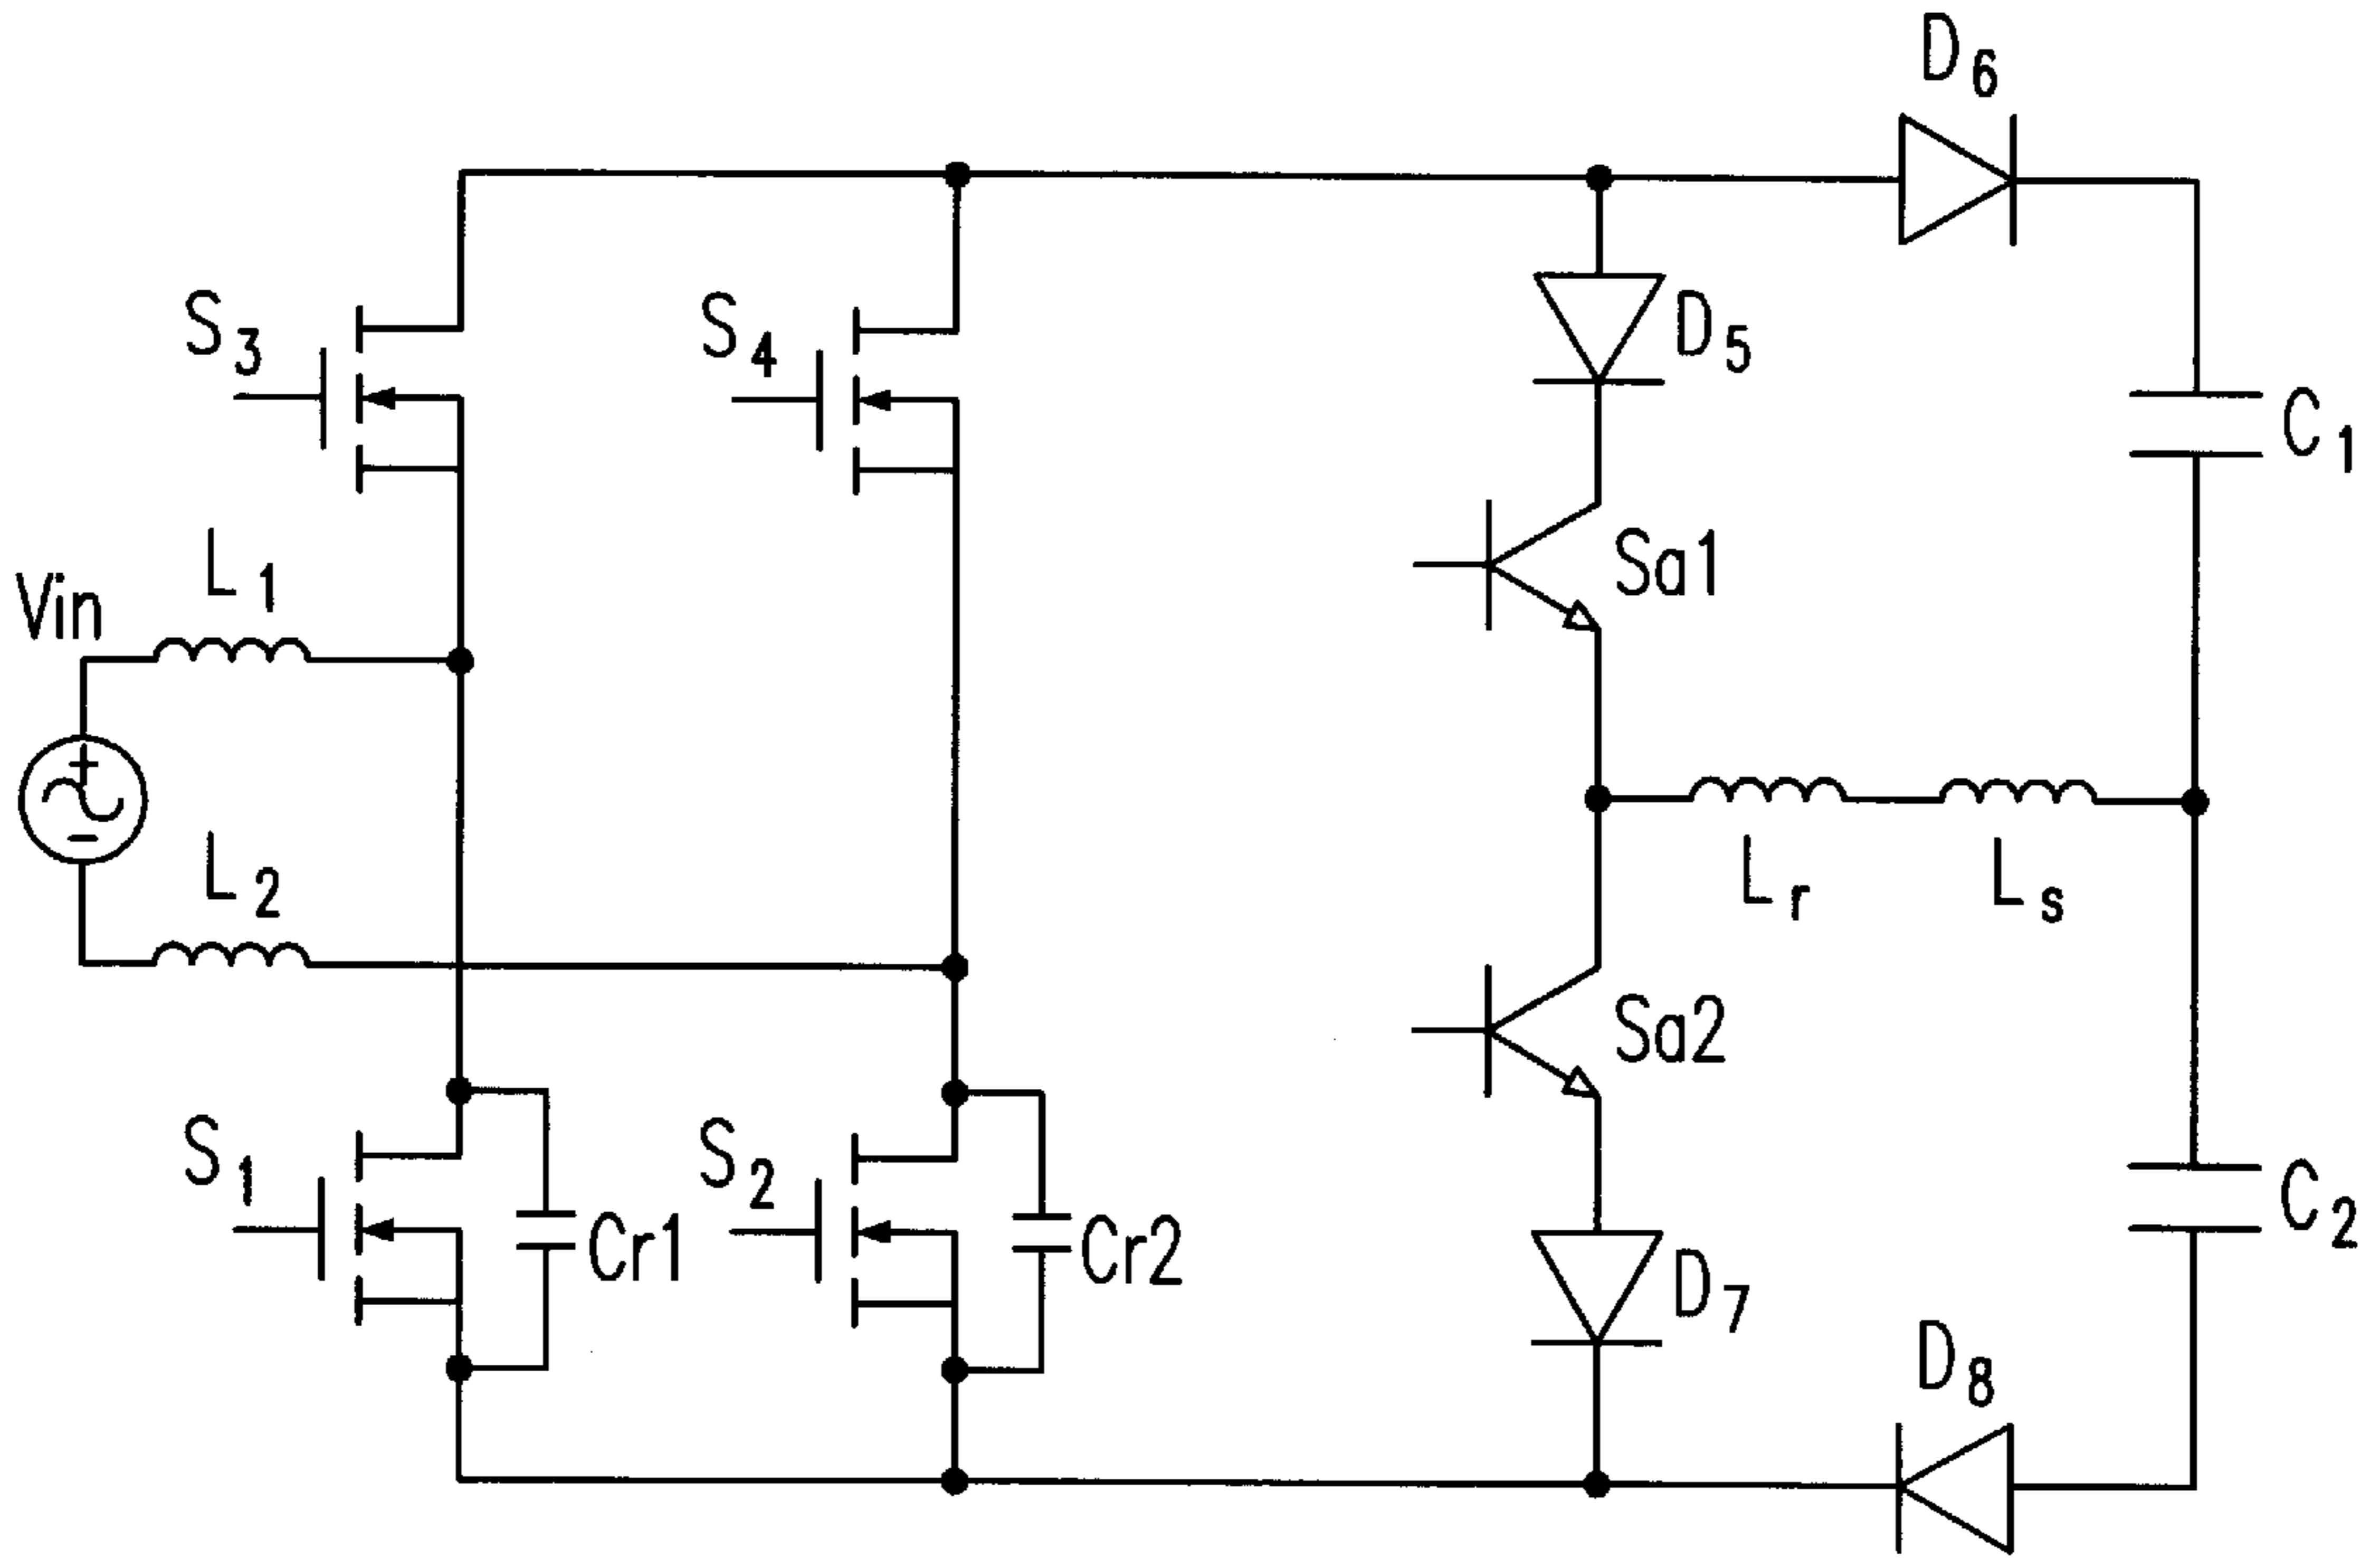 D6
S3
S4
D5
C1
L1
Sa1
Vin
+
-
L2
Lr
Ls
Sa2
S1
S2
Cr1
Cr2
D7
C2
D8